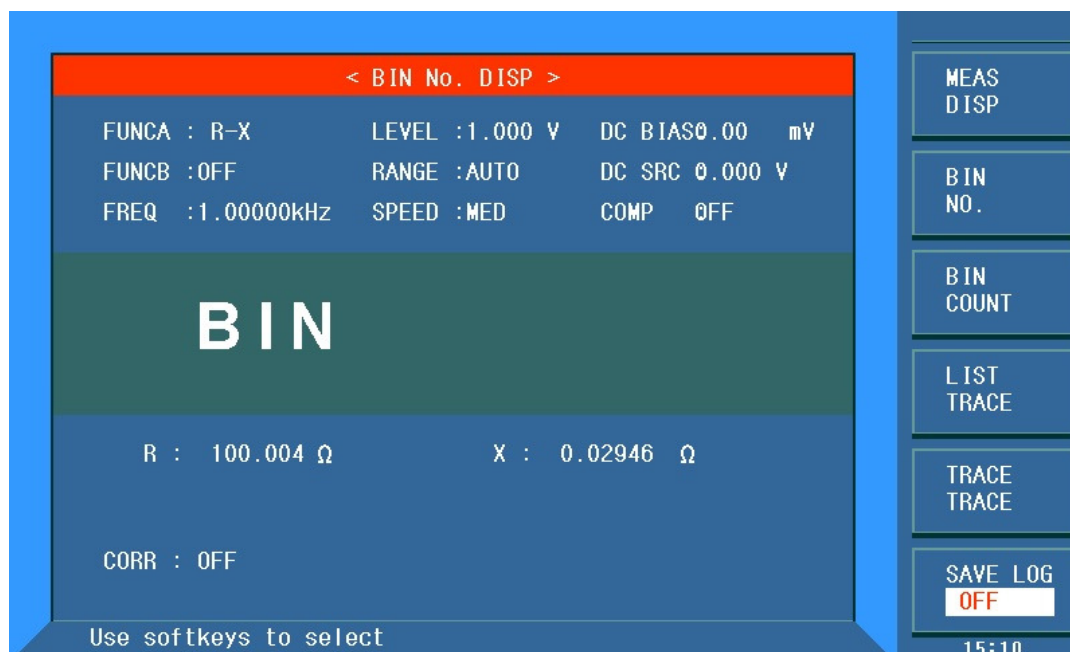 < BIN No. DISP >
FUNCA : R-X LEVEL :1.000 V DC BIAS0.00 mV
FUNCB :OFF RANGE :AUTO DC SRC 0.000 V
FREQ :1.00000kHz SPEED :MED COMP OFF
BIN
R : 100.004 Ω X : 0.02946 Ω
CORR : OFF
Use softkeys to select
MEAS
DISP
BIN
NO.
BIN
COUNT
LIST
TRACE
TRACE
TRACE
SAVE LOG
OFF
15:10